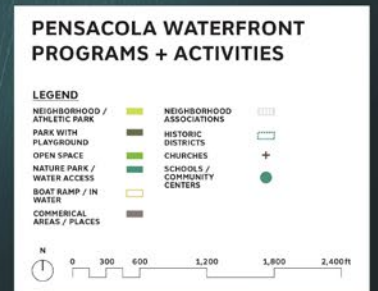 PENSACOLA WATERFRONT
PROGRAMS + ACTIVITIES
LEGEND
NEIGHBORHOOD /
ATHLETIC PARK
PARK WITH
PLAYGROUND
OPEN SPACE
NATURE PARK /
WATER ACCESS
BOAT RAMP / IN
WATER
COMMERICAL
AREAS / PLACES
NEIGHBORHOOD
ASSOCIATIONS
HISTORIC
DISTRICTS
CHURCHES
SCHOOLS /
COMMUNITY
CENTERS
N
0 300 600 1,200 1,800 2,400 ft